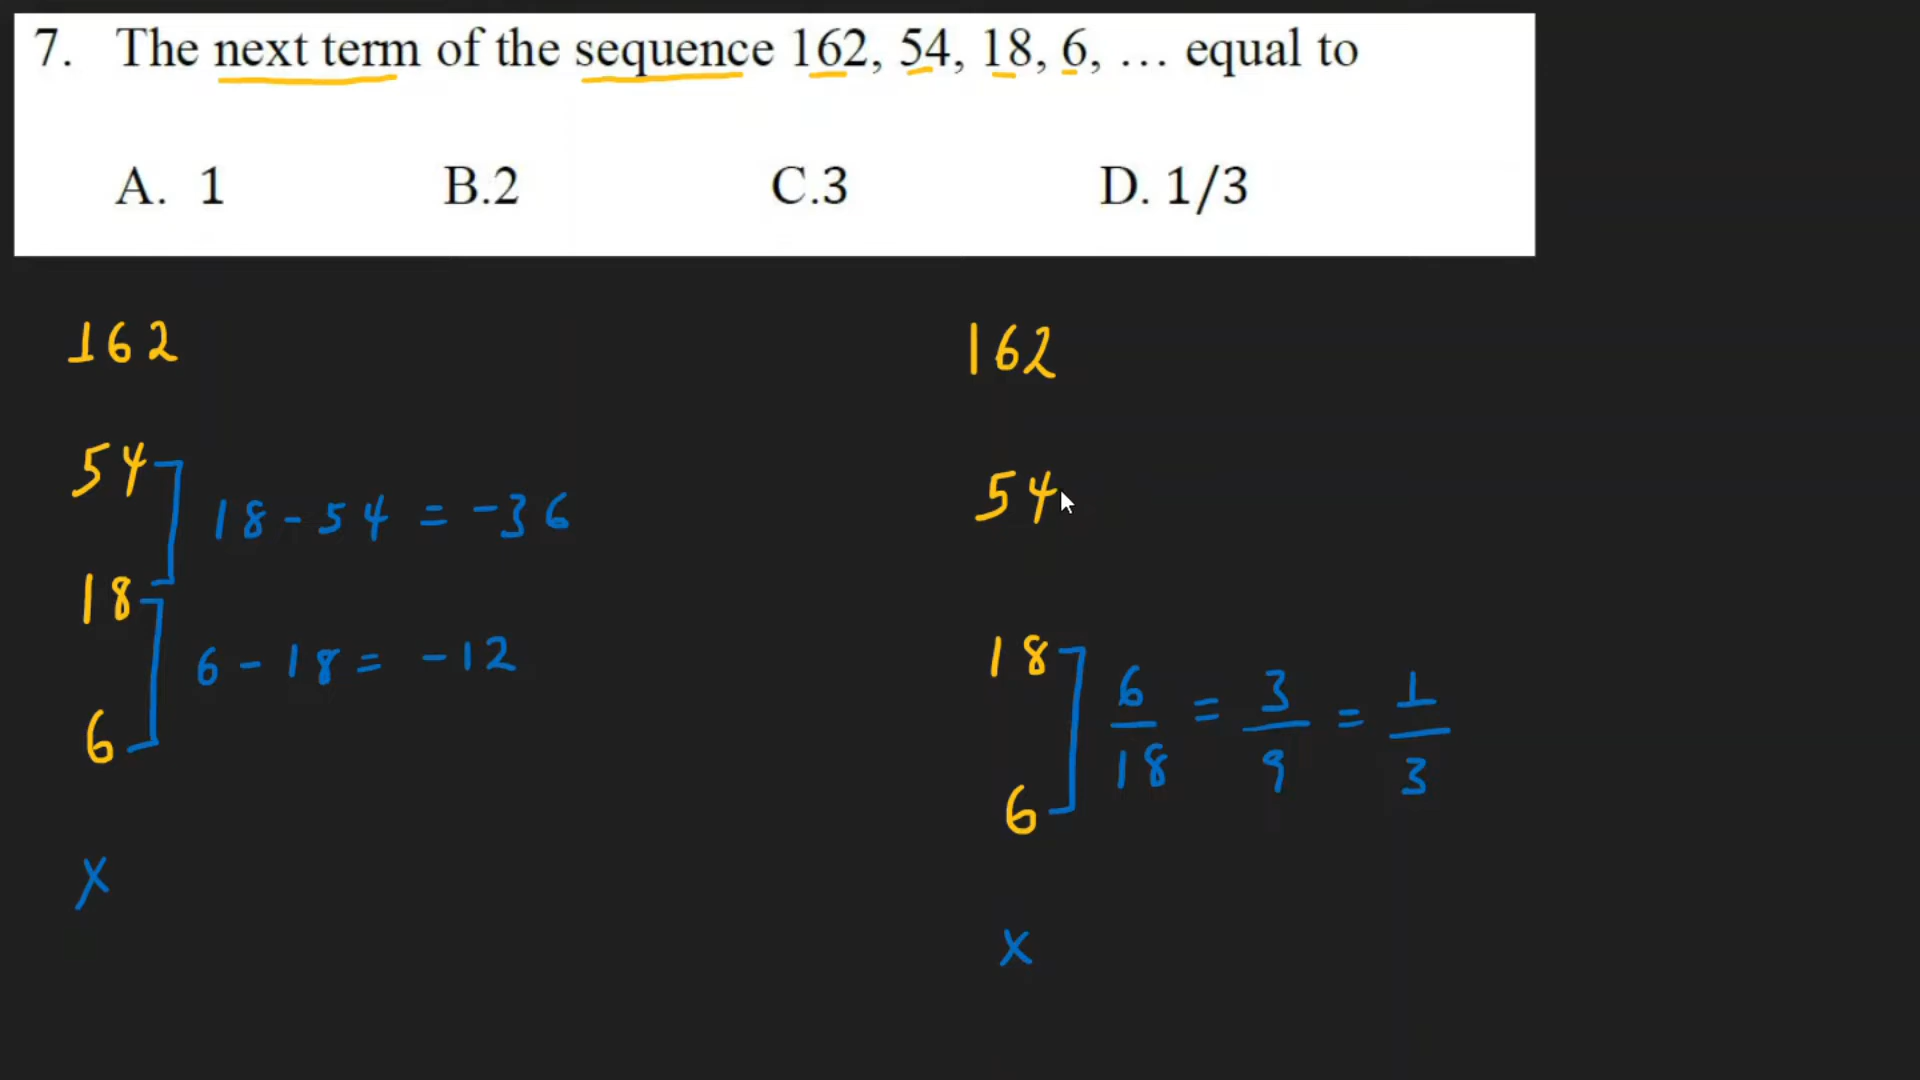 7. The next term of the sequence 162, 54, 18, 6, … equal to
A. 1 B.2 C.3 D. 1/3
162
54
18 - 54 = -36
18
6 - 18 = -12
6
x
162
54
18
6/18 = 3/9 = 1/3
6
x